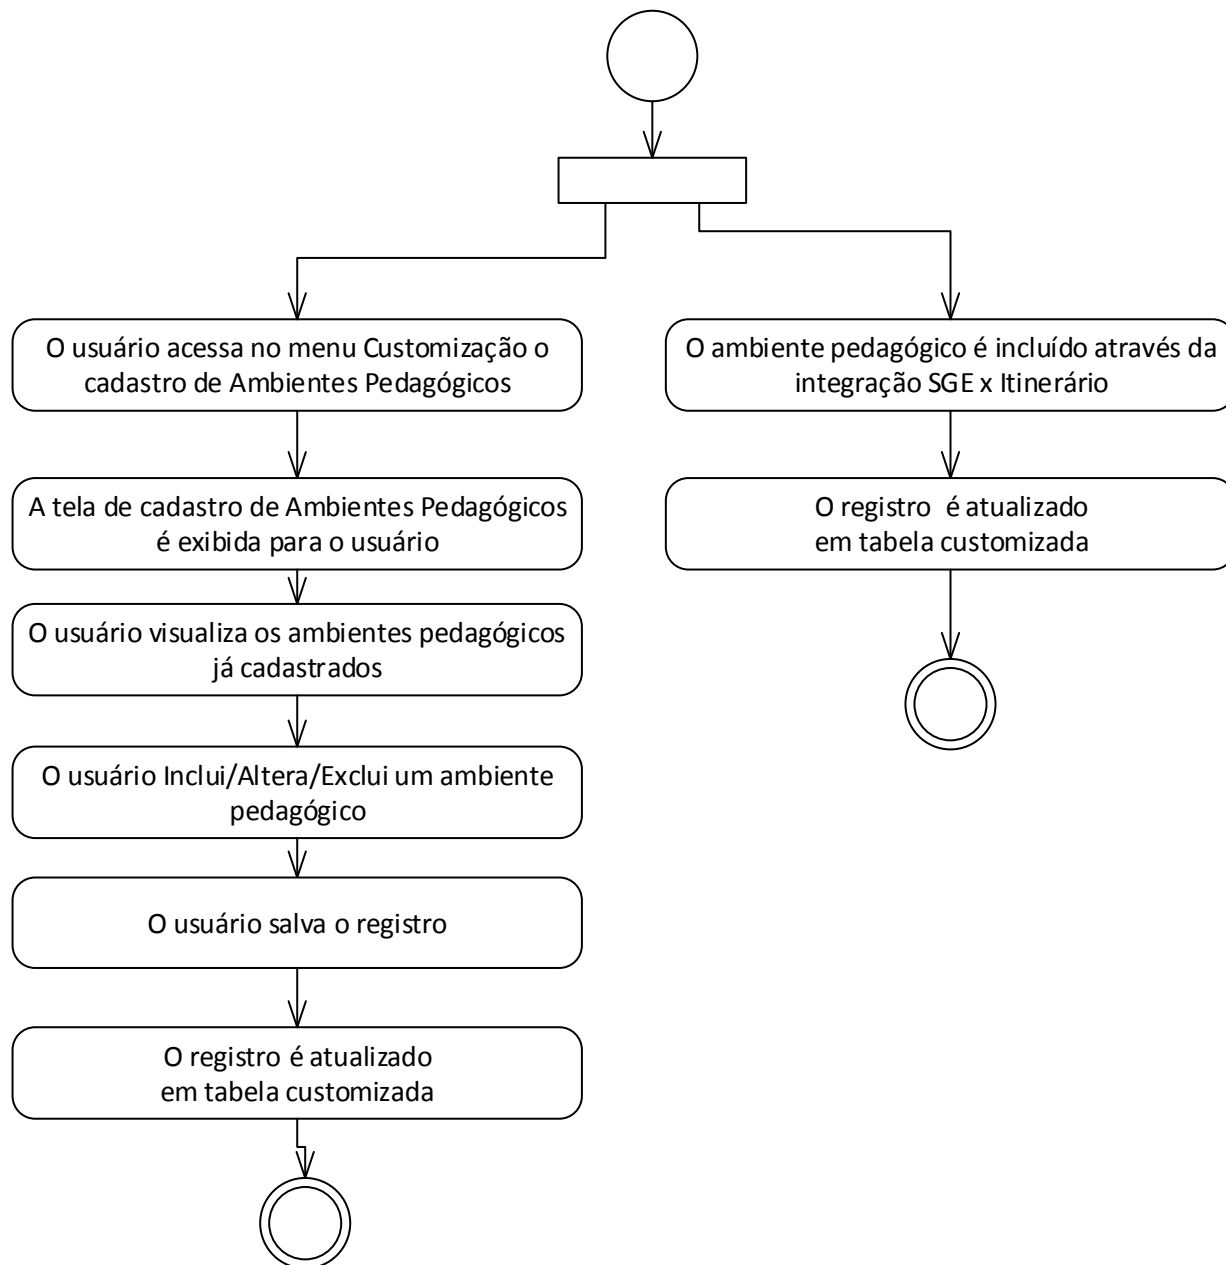 O usuário acessa no menu Customização o
cadastro de Ambientes Pedagógicos
O ambiente pedagógico é incluído através da
integração SGE x Itinerário
A tela de cadastro de Ambientes Pedagógicos
é exibida para o usuário
O registro é atualizado
em tabela customizada
O usuário visualiza os ambientes pedagógicos
já cadastrados
O usuário Inclui/Altera/Exclui um ambiente
pedagógico
O usuário salva o registro
O registro é atualizado
em tabela customizada